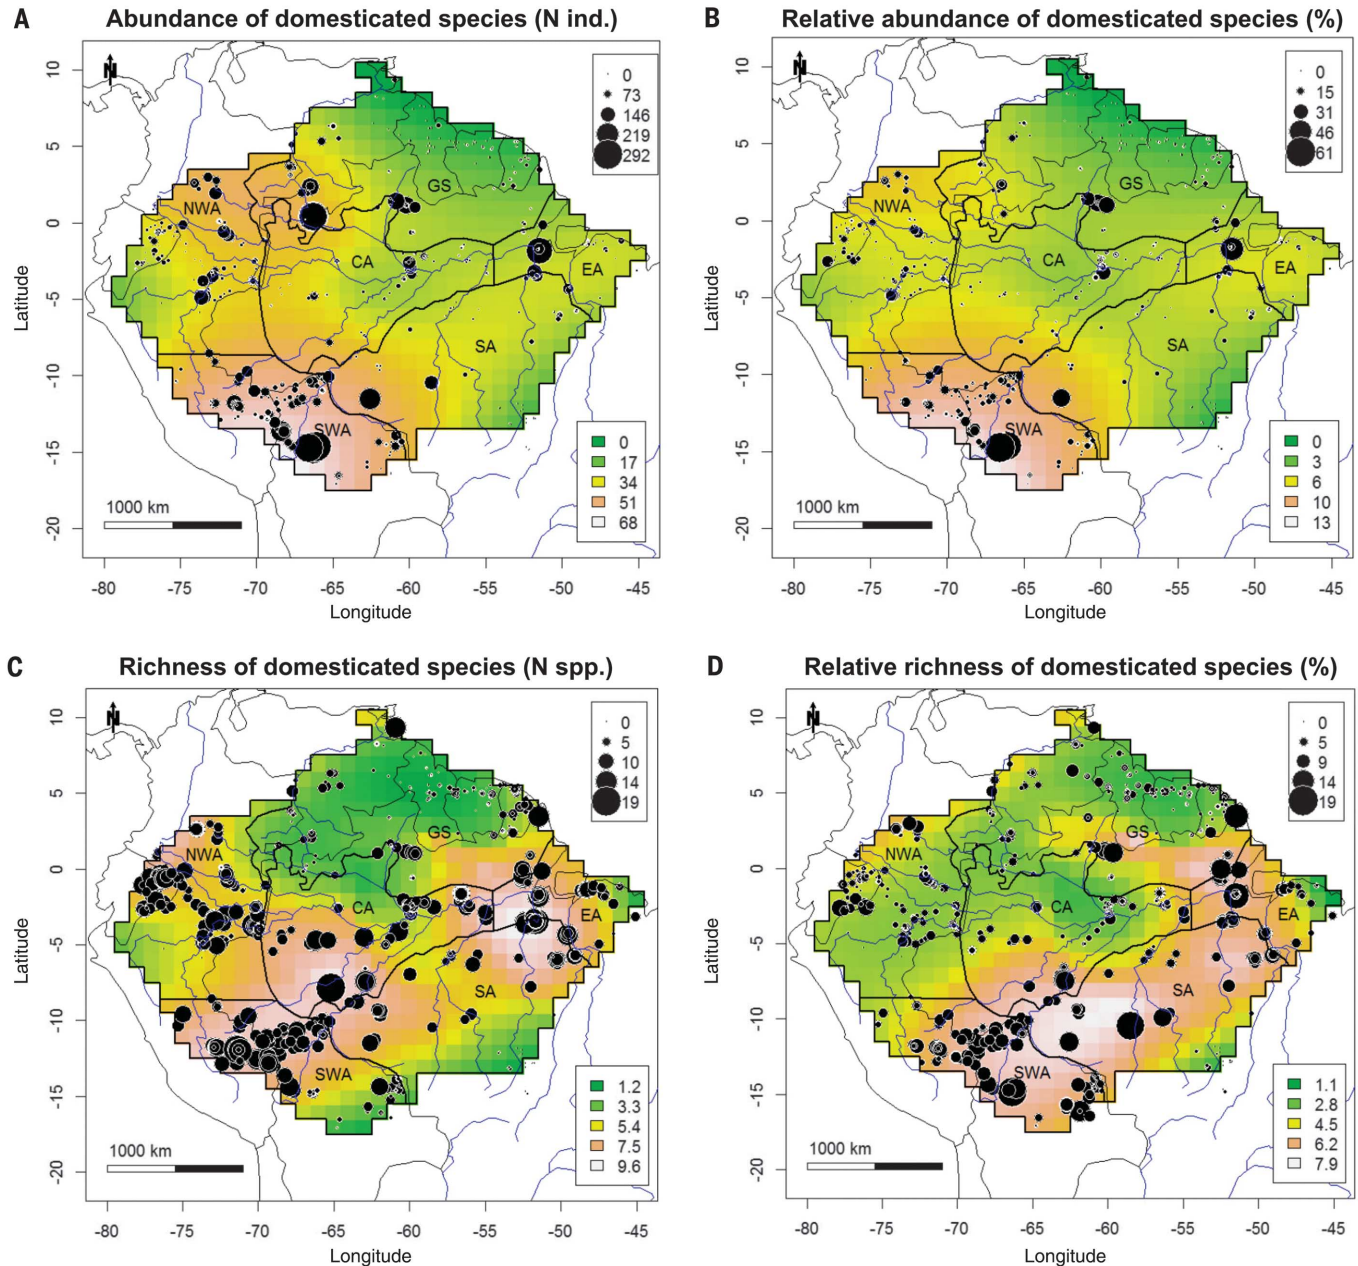 A Abundance of domesticated species (N ind.)
N
0
73
146
219
292
10
5
0
-5
-10
-15
-20
Latitude
NWA
GS
CA
EA
SA
SWA
0
17
34
51
68
1000 km
-80 -75 -70 -65 -60 -55 -50 -45
Longitude
B Relative abundance of domesticated species (%)
N
0
15
31
46
61
10
5
0
-5
-10
-15
-20
Latitude
NWA
GS
CA
EA
SA
SWA
0
3
6
10
13
1000 km
-80 -75 -70 -65 -60 -55 -50 -45
Longitude
C Richness of domesticated species (N spp.)
N
0
5
10
14
19
10
5
0
-5
-10
-15
-20
Latitude
NWA
GS
CA
EA
SA
SWA
1.2
3.3
5.4
7.5
9.6
1000 km
-80 -75 -70 -65 -60 -55 -50 -45
Longitude
D Relative richness of domesticated species (%)
N
0
5
9
14
19
10
5
0
-5
-10
-15
-20
Latitude
NWA
GS
CA
EA
SA
SWA
1.1
2.8
4.5
6.2
7.9
1000 km
-80 -75 -70 -65 -60 -55 -50 -45
Longitude